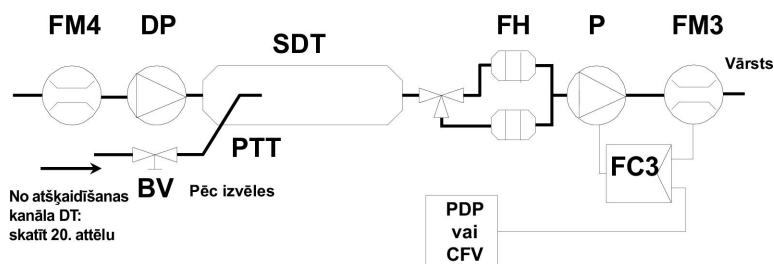 FM4
DP
SDT
FH
P
FM3
Vārsts
PTT
BV
Pēc izvēles
FC3
No atšķaidīšanas
kanāla DT:
skatīt 20. attēlu
PDP
vai
CFV